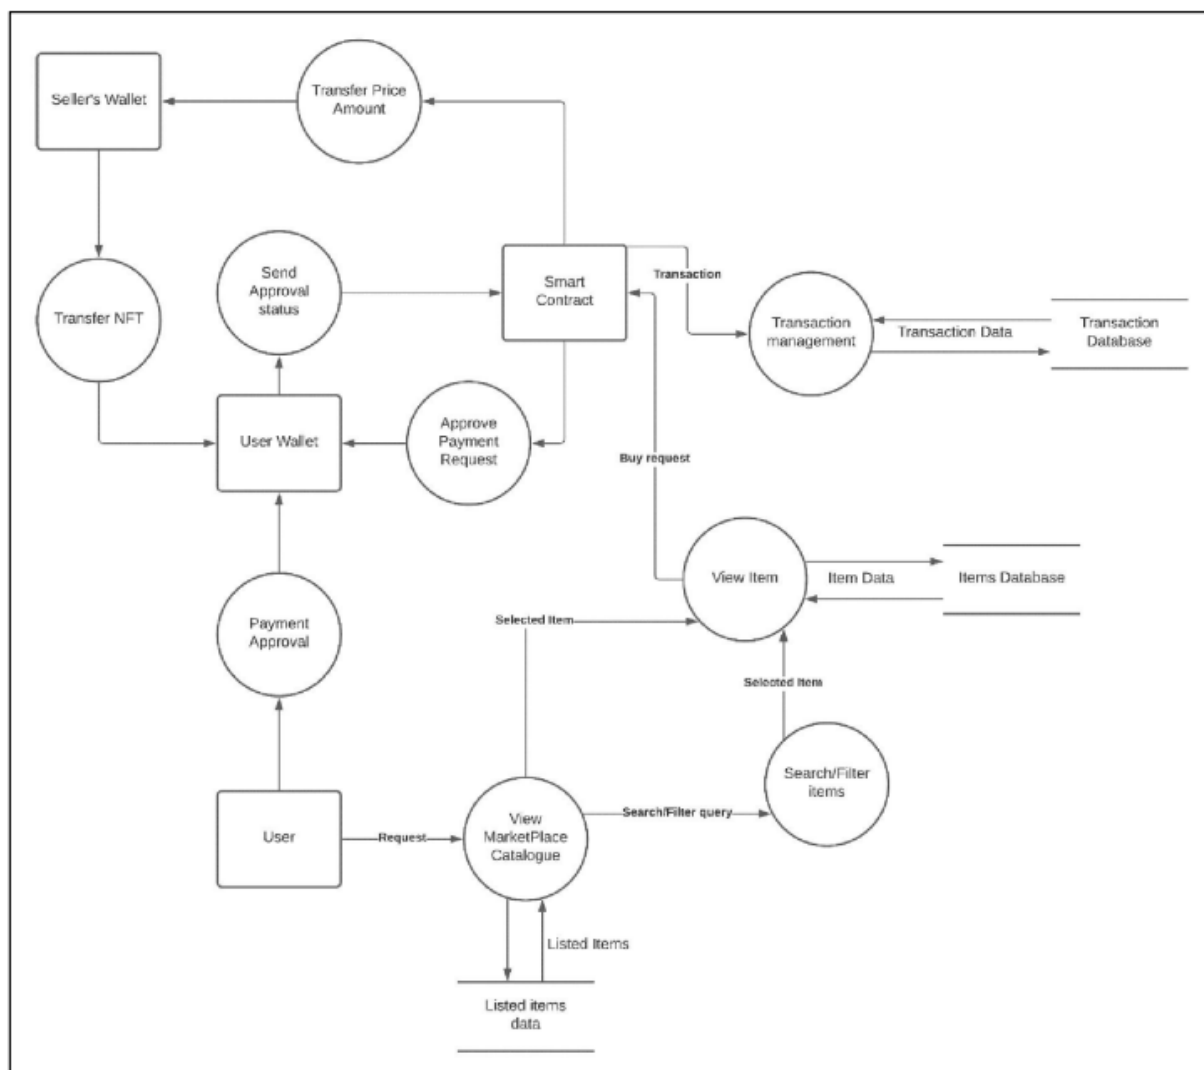 Seller's Wallet
Transfer Price
Amount
Send
Approval
status
Smart
Contract
Transaction
Transfer NFT
Transaction
management
Transaction Data
Transaction
Database
User Wallet
Approve
Payment
Request
Buy request
View Item
Item Data
Items Database
Payment
Approval
Selected Item
Selected Item
Search/Filter
items
User
Request
View
MarketPlace
Catalogue
Search/Filter query
Listed Items
Listed items
data